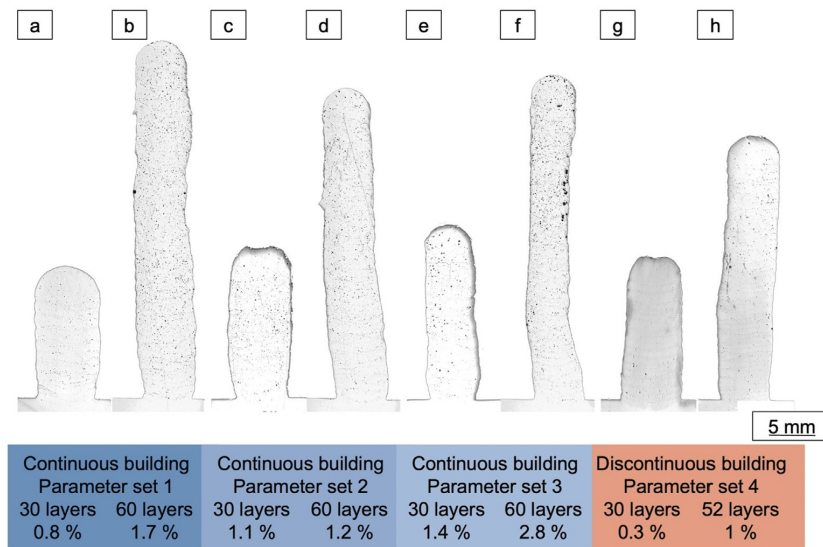 a b c d e f g h
5 mm
Continuous building Continuous building Continuous building Discontinuous building
Parameter set 1 Parameter set 2 Parameter set 3 Parameter set 4
30 layers 60 layers 30 layers 60 layers 30 layers 60 layers 30 layers 52 layers
0.8 % 1.7 % 1.1 % 1.2 % 1.4 % 2.8 % 0.3 % 1 %